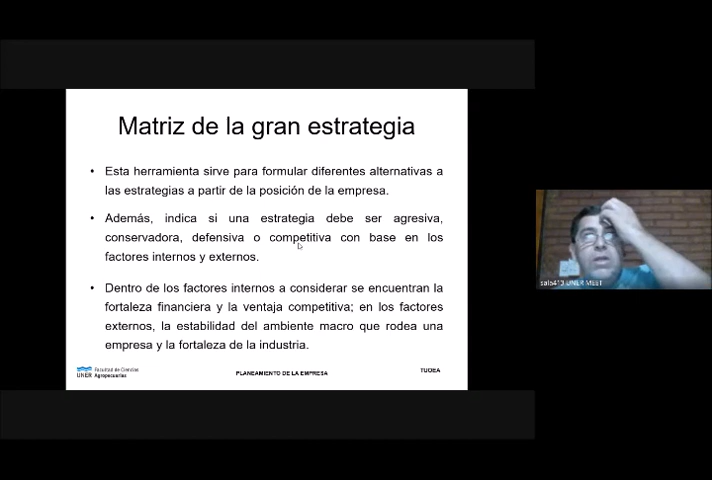 Matriz de la gran estrategia
• Esta herramienta sirve para formular diferentes alternativas a
las estrategias a partir de la posición de la empresa.
• Además, indica si una estrategia debe ser agresiva,
conservadora, defensiva o competitiva con base en los
factores internos y externos.
• Dentro de los factores internos a considerar se encuentran la
fortaleza financiera y la ventaja competitiva; en los factores
externos, la estabilidad del ambiente macro que rodea una
empresa y la fortaleza de la industria.
UNER Facultad de Ciencias
Agropecuarias
PLANEAMIENTO DE LA EMPRESA
TUOEA
sala413 UNER MEET